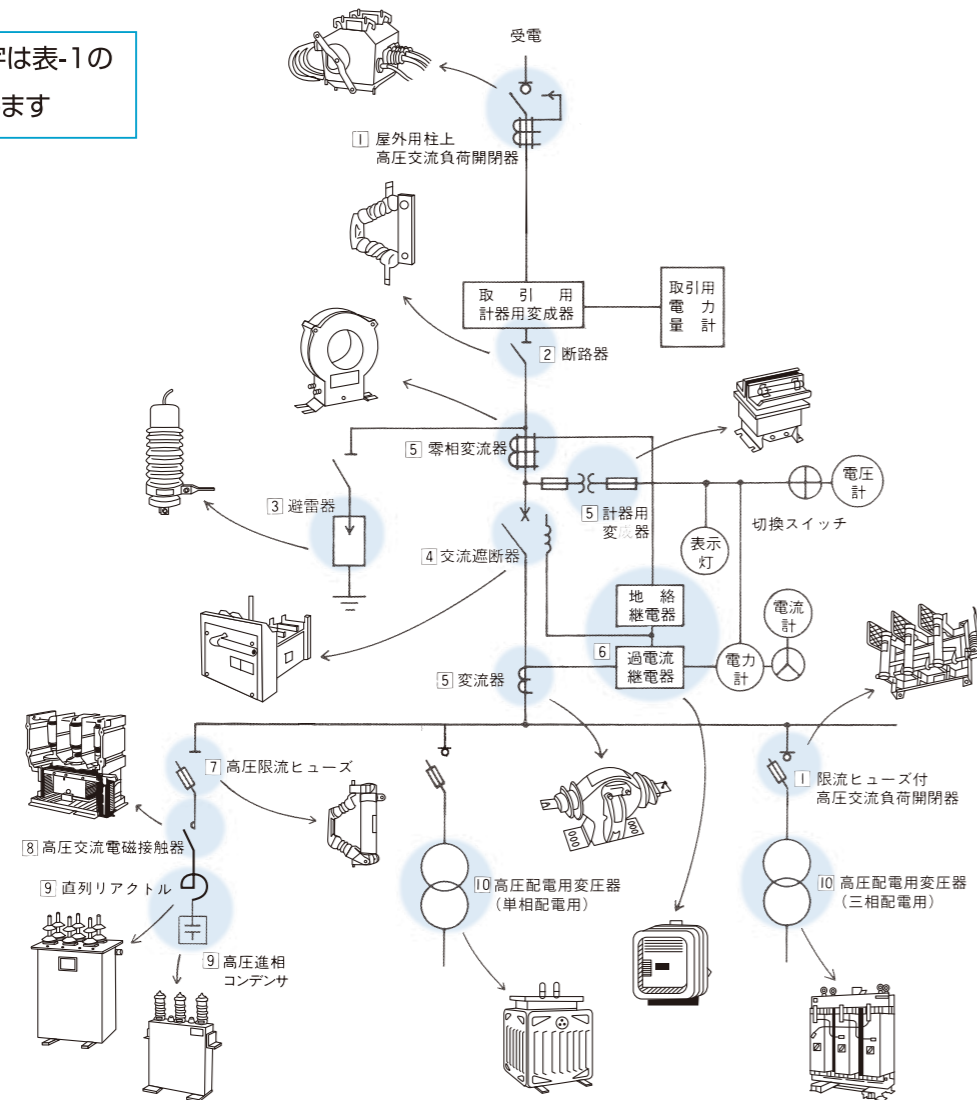 字は表-1の
ます
受電
1 屋外用柱上
高圧交流負荷開閉器
取引用
計器用変成器
取引用
電力
量計
2 断路器
5 零相変流器
3 避雷器
5 計器用
変成器
切換スイッチ
電圧
計
表示
灯
4 交流遮断器
地絡
継電器
電流
計
6
過電流
継電器
電力
計
5 変流器
7 高圧限流ヒューズ
1 限流ヒューズ付
高圧交流負荷開閉器
8 高圧交流電磁接触器
9 直列リアクトル
10 高圧配電用変圧器
（単相配電用）
10 高圧配電用変圧器
（三相配電用）
9 高圧進相
コンデンサ